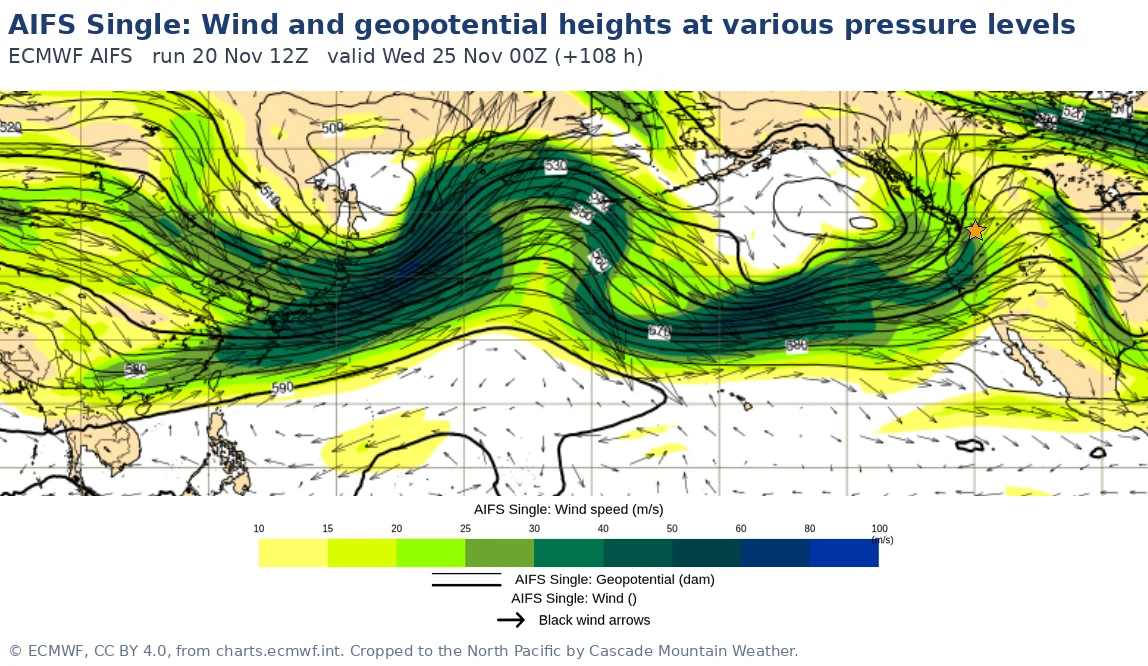 AIFS Single: Wind and geopotential heights at various pressure levels
ECMWF AIFS run 20 Nov 12Z valid Wed 25 Nov 00Z (+108 h)
520
500
510
530
560
570
580
580
590
520
AIFS Single: Wind speed (m/s)
10 15 20 25 30 40 50 60 80 100
(m/s)
AIFS Single: Geopotential (dam)
AIFS Single: Wind ()
Black wind arrows
© ECMWF, CC BY 4.0, from charts.ecmwf.int. Cropped to the North Pacific by Cascade Mountain Weather.